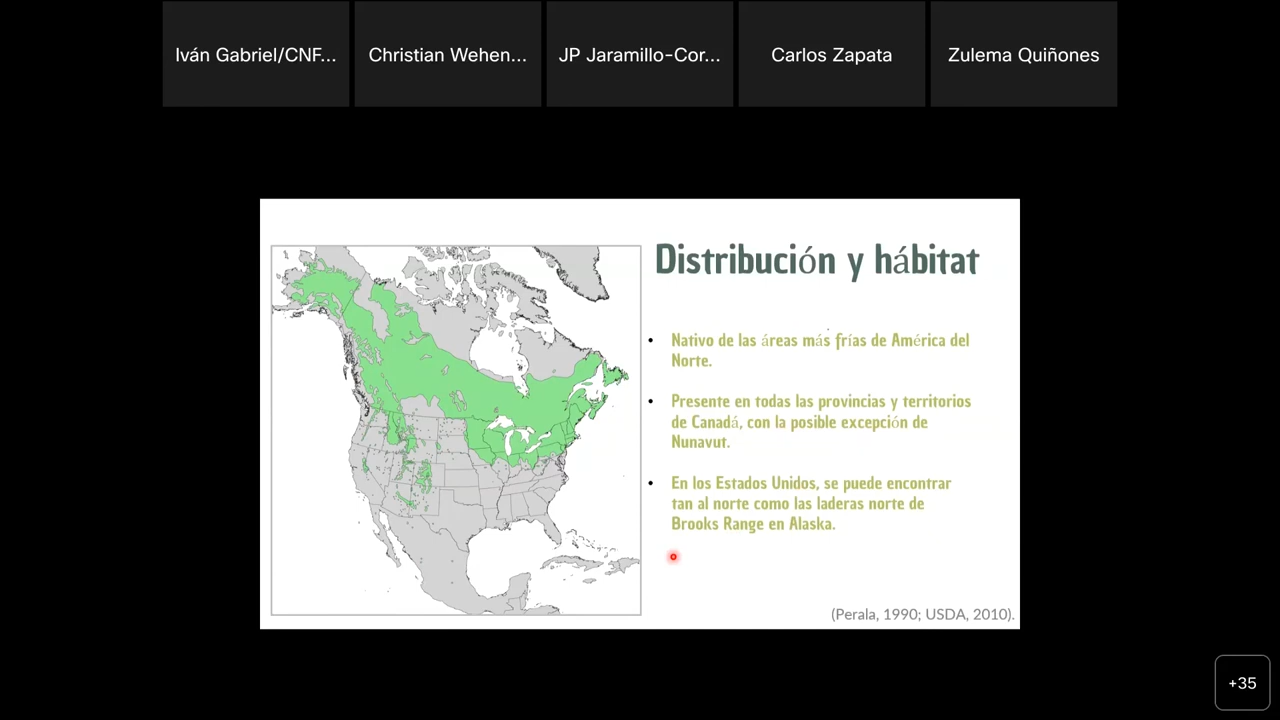 Iván Gabriel/CNF...
Christian Wehen...
JP Jaramillo-Cor...
Carlos Zapata
Zulema Quiñones
Distribución y hábitat
• Nativo de las áreas más frías de América del
Norte.
• Presente en todas las provincias y territorios
de Canadá, con la posible excepción de
Nunavut.
• En los Estados Unidos, se puede encontrar
tan al norte como las laderas norte de
Brooks Range en Alaska.
(Perala, 1990; USDA, 2010).
+35